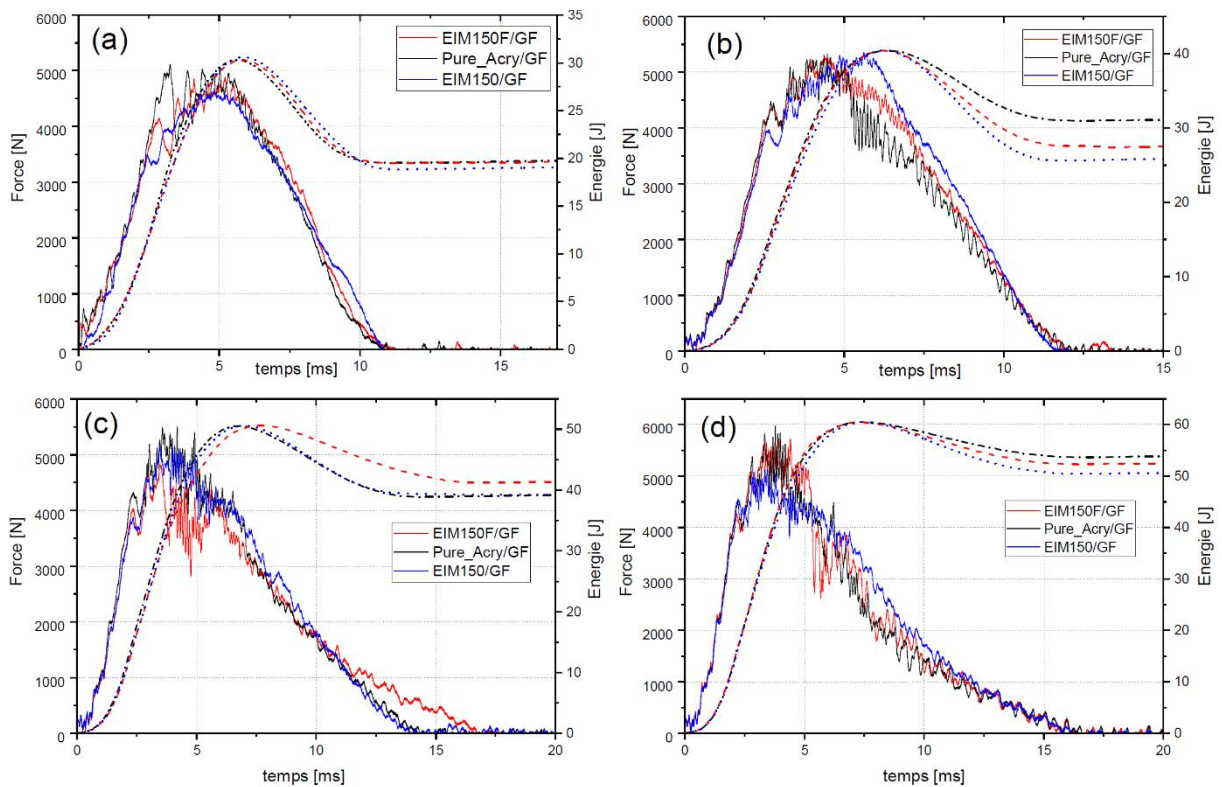 (a)
EIM150F/GF
Pure_Acry/GF
EIM150/GF
Force [N]
6000
5000
4000
3000
2000
1000
0
Energie [J]
35
30
25
20
15
10
5
0
0 5 10 15
temps [ms]
(b)
EIM150F/GF
Pure_Acry/GF
EIM150/GF
Force [N]
6000
5000
4000
3000
2000
1000
0
Energie [J]
40
30
20
10
0
0 5 10 15
temps [ms]
(c)
EIM150F/GF
Pure_Acry/GF
EIM150/GF
Force [N]
6000
5000
4000
3000
2000
1000
0
Energie [J]
50
40
30
20
10
0
0 5 10 15 20
temps [ms]
(d)
EIM150F/GF
Pure_Acry/GF
EIM150/GF
Force [N]
6000
5000
4000
3000
2000
1000
0
Energie [J]
60
50
40
30
20
10
0
0 5 10 15 20
temps [ms]